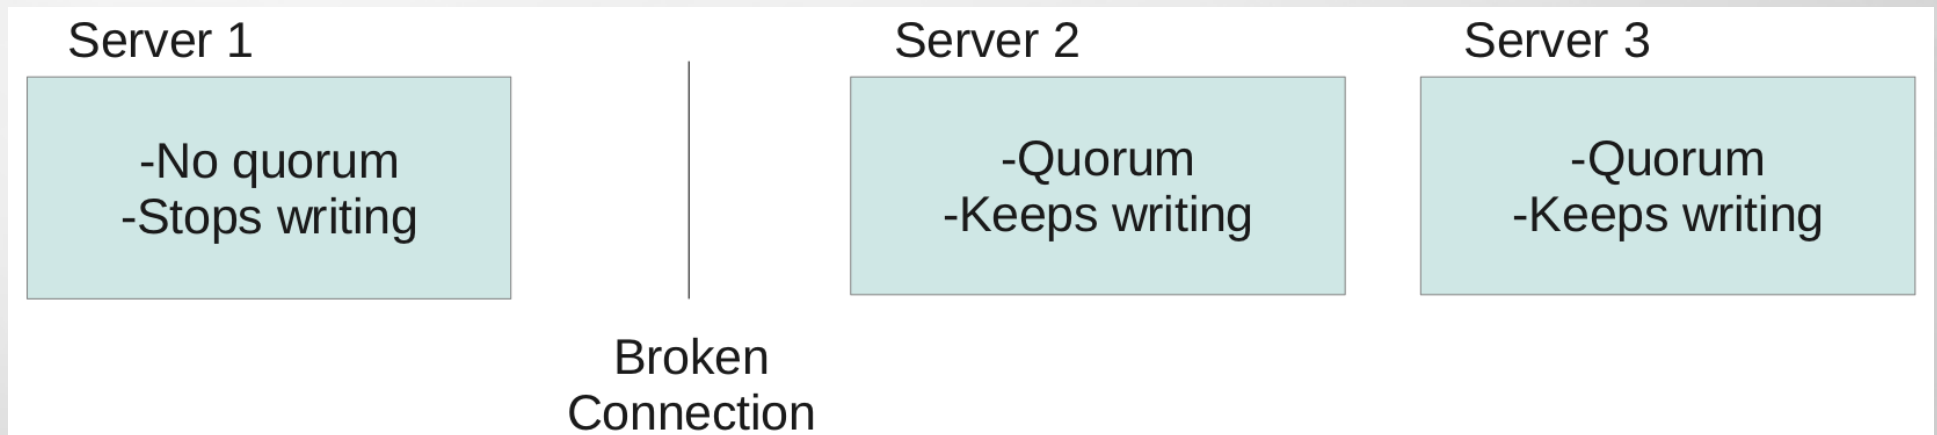 Server 1
Server 2
Server 3
-No quorum
-Stops writing
-Quorum
-Keeps writing
-Quorum
-Keeps writing
Broken
Connection